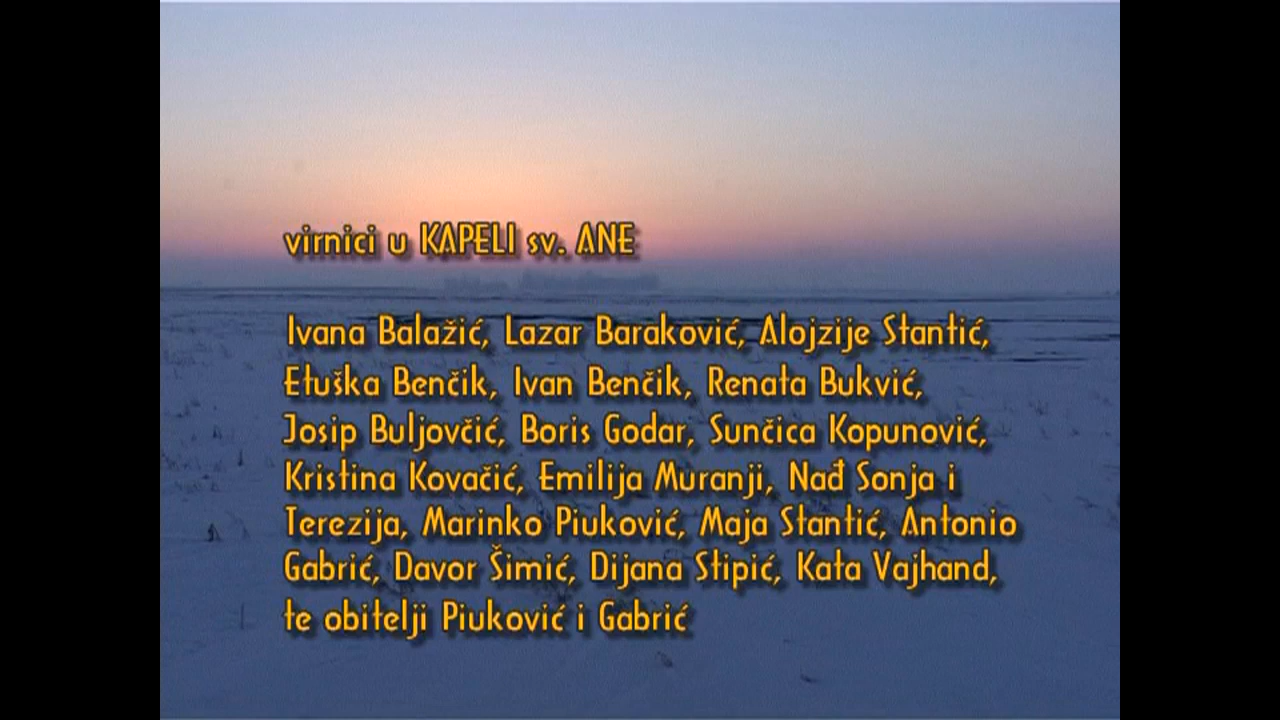 virnici u KAPELI sv. ANE
Ivana Balažić, Lazar Baraković, Alojzije Stantić,
Etuška Benčik, Ivan Benčik, Renata Bukvić,
Josip Buljovčić, Boris Godar, Sunčica Kopunović,
Kristina Kovačić, Emilija Muranji, Nađ Sonja i
Terezija, Marinko Piuković, Maja Stantić, Antonio
Gabrić, Davor Šimić, Dijana Stipić, Kata Vajhand,
te obitelji Piuković i Gabrić